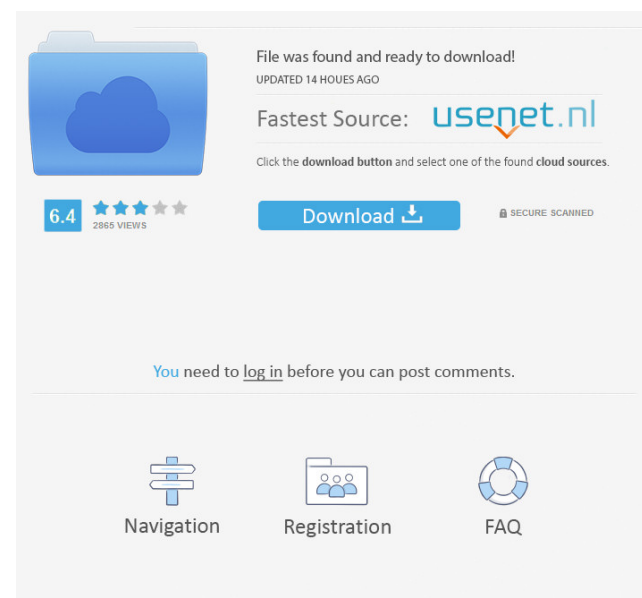 File was found and ready to download!
UPDATED 14 HOUES AGO
Fastest Source: usenet.nl
Click the download button and select one of the found cloud sources.
6.4
2865 VIEWS
Download
SECURE SCANNED
You need to log in before you can post comments.
Navigation Registration FAQ